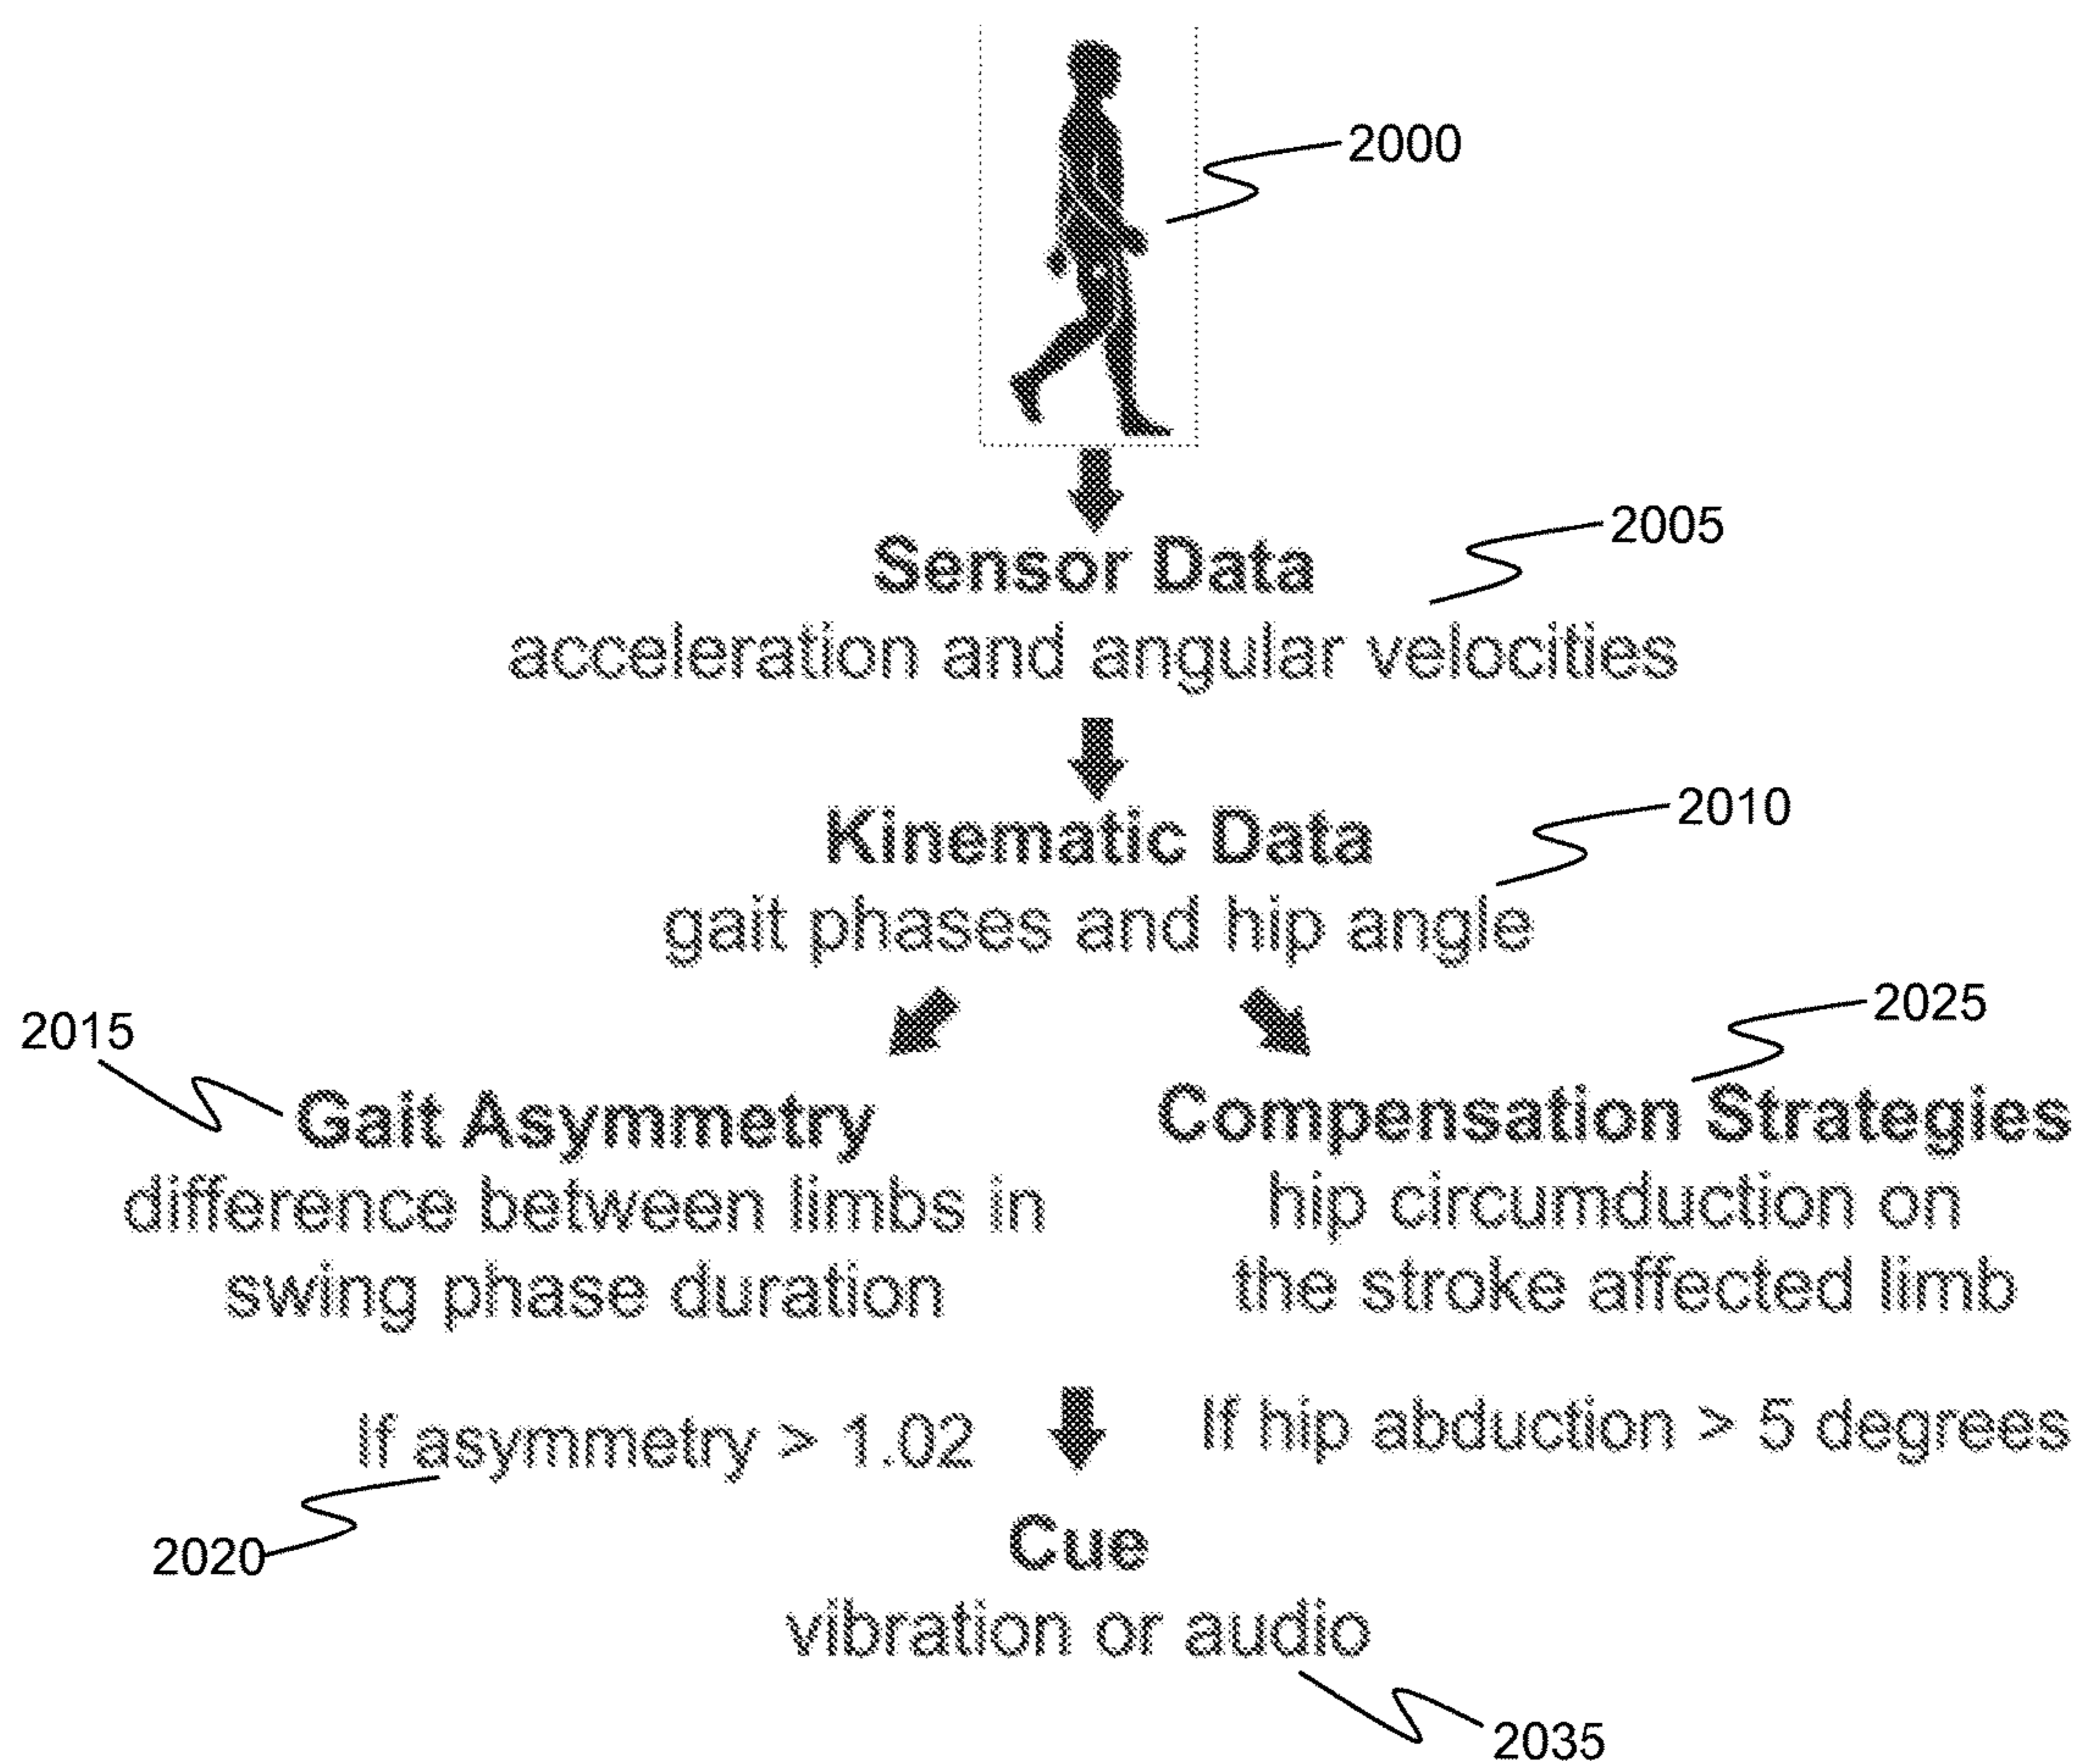 2000
2005
Sensor Data
acceleration and angular velocities
2010
Kinematic Data
gait phases and hip angle
2015
Gait Asymmetry
difference between limbs in
swing phase duration
2025
Compensation Strategies
hip circumduction on
the stroke affected limb
If asymmetry > 1.02
If hip abduction > 5 degrees
2020
Cue
vibration or audio
2035